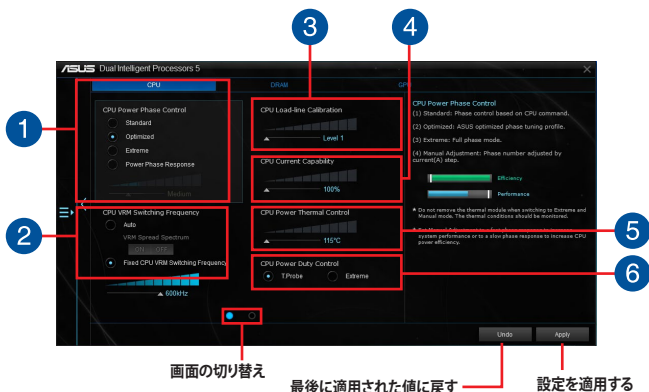 3
4
ASUS Dual Intelligent Processors 5
CPU
DRAM
GPU
1
CPU Power Phase Control
Standard
Optimized
Extreme
Power Phase Response
Medium
2
CPU VRM Switching Frequency
Auto
VRM Spread Spectrum
ON OFF
Fixed CPU VRM Switching Frequency
600kHz
CPU Load-line Calibration
Level 1
CPU Current Capability
100%
CPU Power Thermal Control
115°C
5
CPU Power Duty Control
T.Probe
Extreme
6
CPU Power Phase Control
(1) Standard: Phase control based on CPU command.
(2) Optimized: ASUS optimized phase tuning profile.
(3) Extreme: Full phase mode.
(4) Manual Adjustment: Phase number adjusted by
current(A) step.
Efficiency
Performance
* Do not remove the thermal module when switching to Extreme and
Manual mode. The thermal conditions should be monitored.
system performance or to a slow phase response to increase CPU
power efficiency.
Undo
Apply
画面の切り替え
最後に適用された値に戻す
設定を適用する